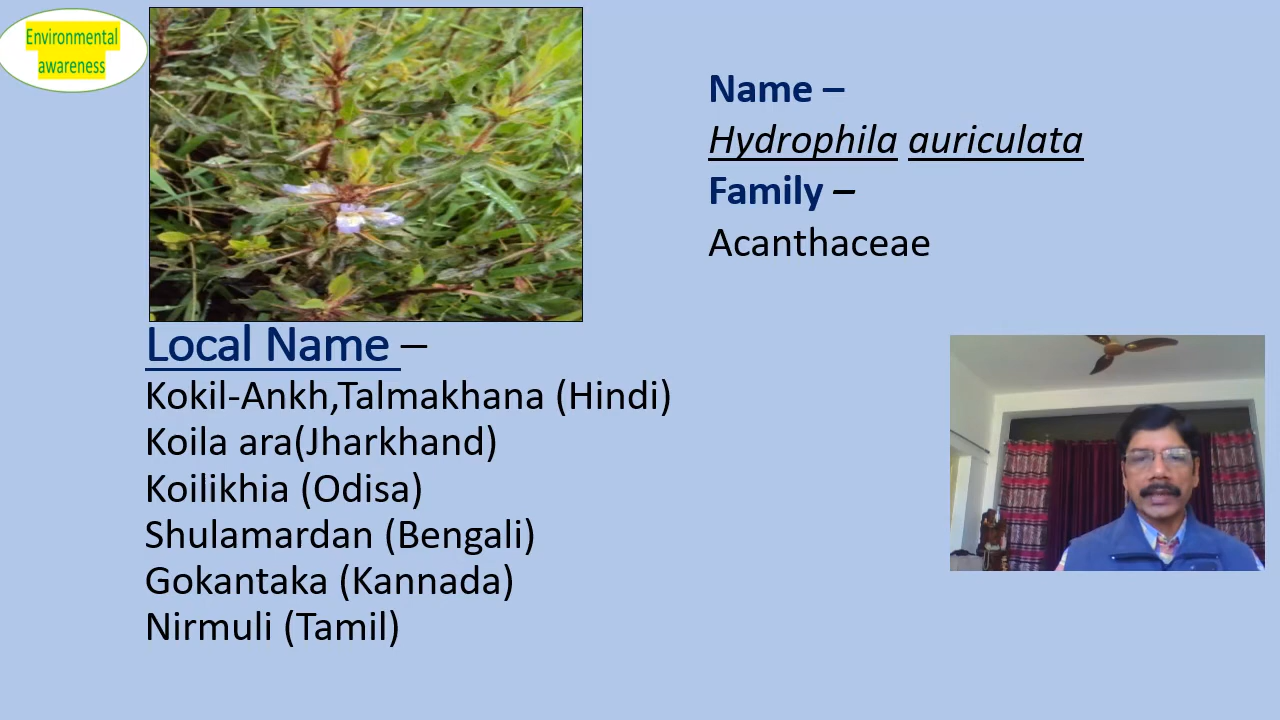 Environmental
awareness
Name –
Hydrophila auriculata
Family –
Acanthaceae
Local Name –
Kokil-Ankh,Talmakhana (Hindi)
Koila ara(Jharkhand)
Koilikhia (Odisa)
Shulamardan (Bengali)
Gokantaka (Kannada)
Nirmuli (Tamil)